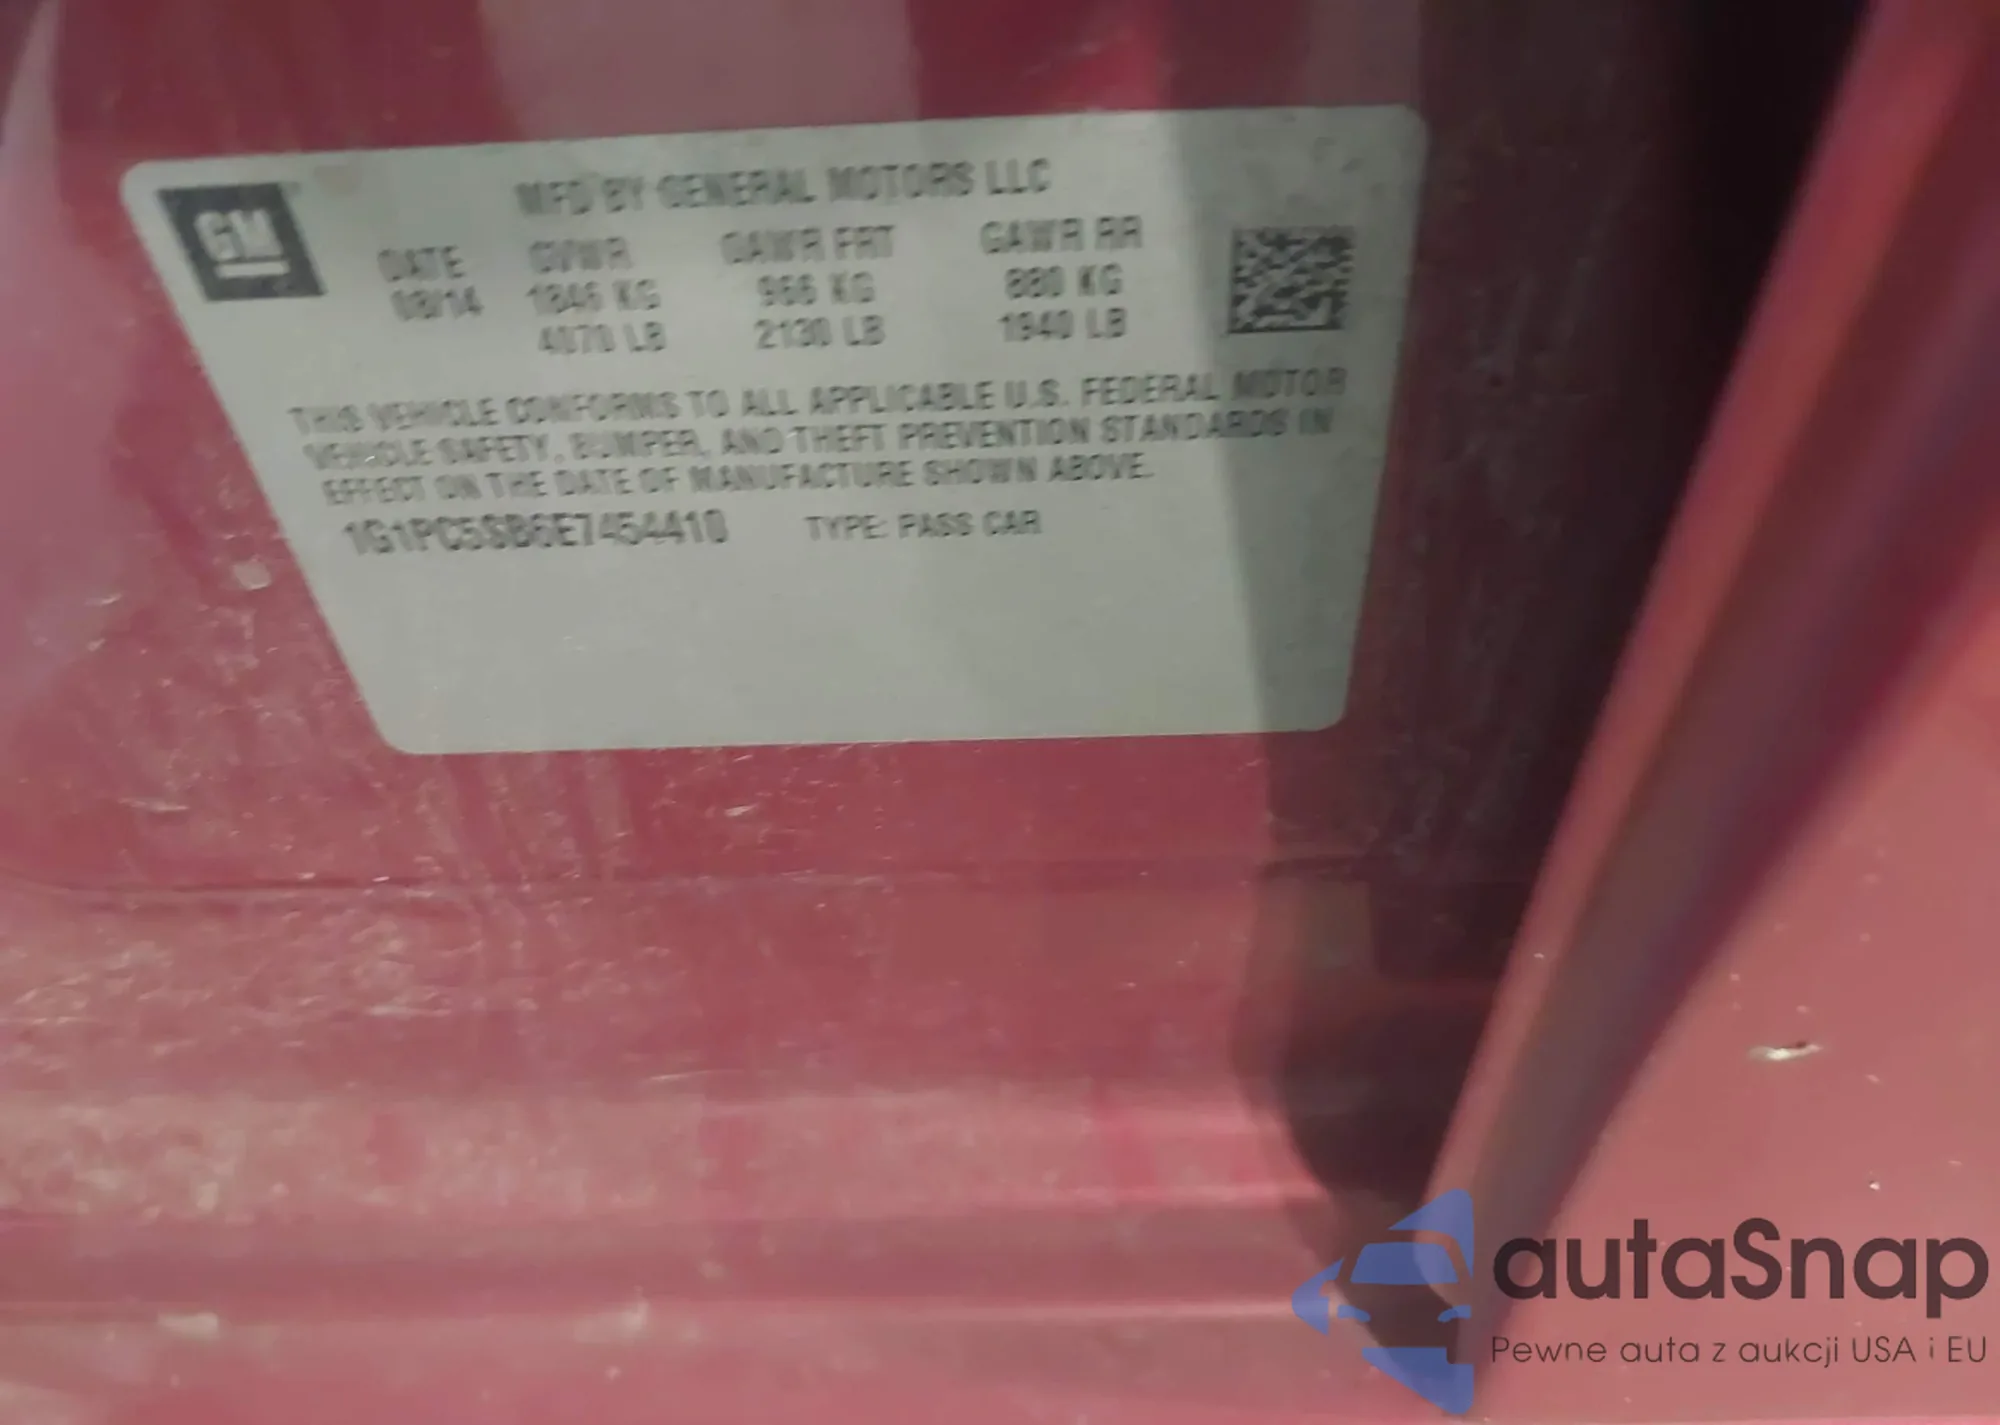 GM
MFD BY GENERAL MOTORS LLC
DATE GVWR GAWR FRT GAWR RR
08/14 1846 KG 966 KG 880 KG
4070 LB 2130 LB 1940 LB
THIS VEHICLE CONFORMS TO ALL APPLICABLE U.S. FEDERAL MOTOR
VEHICLE SAFETY, BUMPER, AND THEFT PREVENTION STANDARDS IN
EFFECT ON THE DATE OF MANUFACTURE SHOWN ABOVE.
1G1PC5SB6E7454410 TYPE: PASS CAR
autaSnap
Pewne auta z aukcji USA i EU